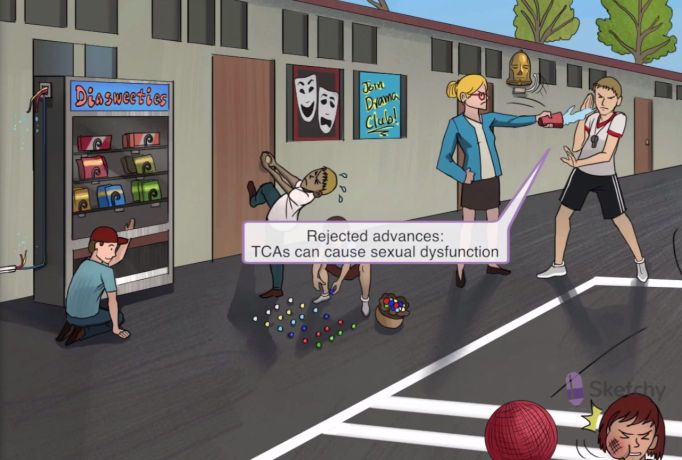 Diasweeties
Join
Drama
Club!
Rejected advances:
TCAs can cause sexual dysfunction
Sketchy